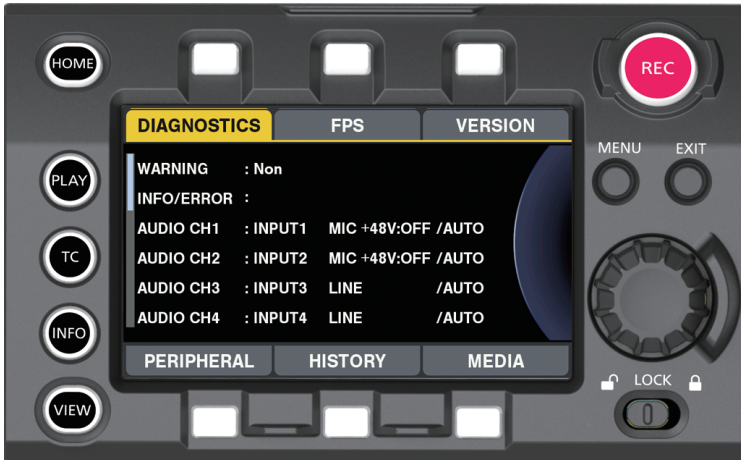 HOME
REC
DIAGNOSTICS FPS VERSION
MENU EXIT
WARNING : Non
PLAY
INFO/ERROR :
AUDIO CH1 : INPUT1 MIC +48V:OFF /AUTO
TC
AUDIO CH2 : INPUT2 MIC +48V:OFF /AUTO
AUDIO CH3 : INPUT3 LINE /AUTO
AUDIO CH4 : INPUT4 LINE /AUTO
INFO
PERIPHERAL HISTORY MEDIA
LOCK
VIEW